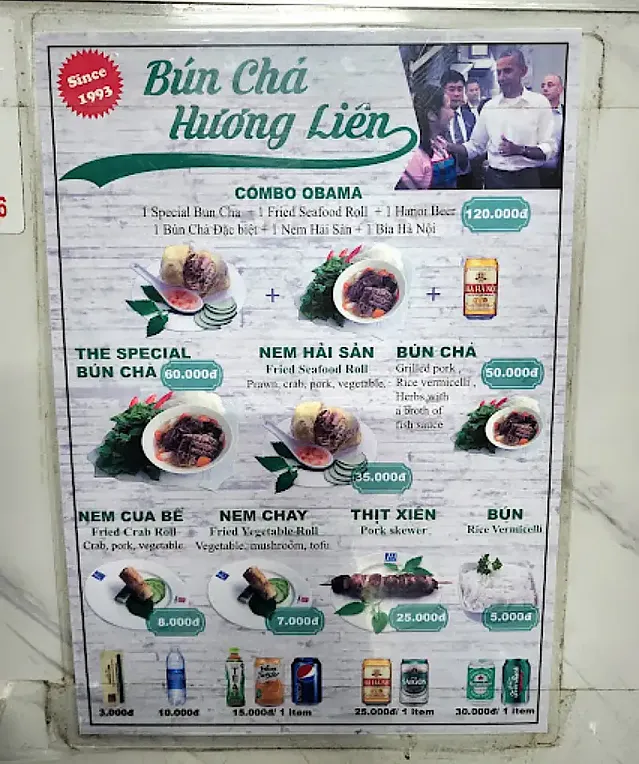 Since
1993
Bún Chả
Hương Liên
COMBO OBAMA
1 Special Bun Cha + 1 Fried Seafood Roll + 1 Hanoi Beer
1 Bún Chả Đặc biệt + 1 Nem Hải Sản + 1 Bia Hà Nội
120.000đ
+
+
THE SPECIAL
BÚN CHẢ
60.000đ
NEM HẢI SẢN
Fried Seafood Roll
Prawn, crab, pork, vegetable.
35.000đ
BÚN CHẢ
Grilled pork,
Rice vermicelli,
Herbs, with
a broth of
fish sauce
50.000đ
NEM CUA BỂ
Fried Crab Roll
Crab, pork, vegetable
8.000đ
NEM CHAY
Fried Vegetable Roll
Vegetable, mushroom, tofu
7.000đ
THỊT XIÊN
Pork skewer
25.000đ
BÚN
Rice Vermicelli
5.000đ
3.000đ
10.000đ
15.000đ/ 1 item
25.000đ/ 1 item
30.000đ/ 1 item
6